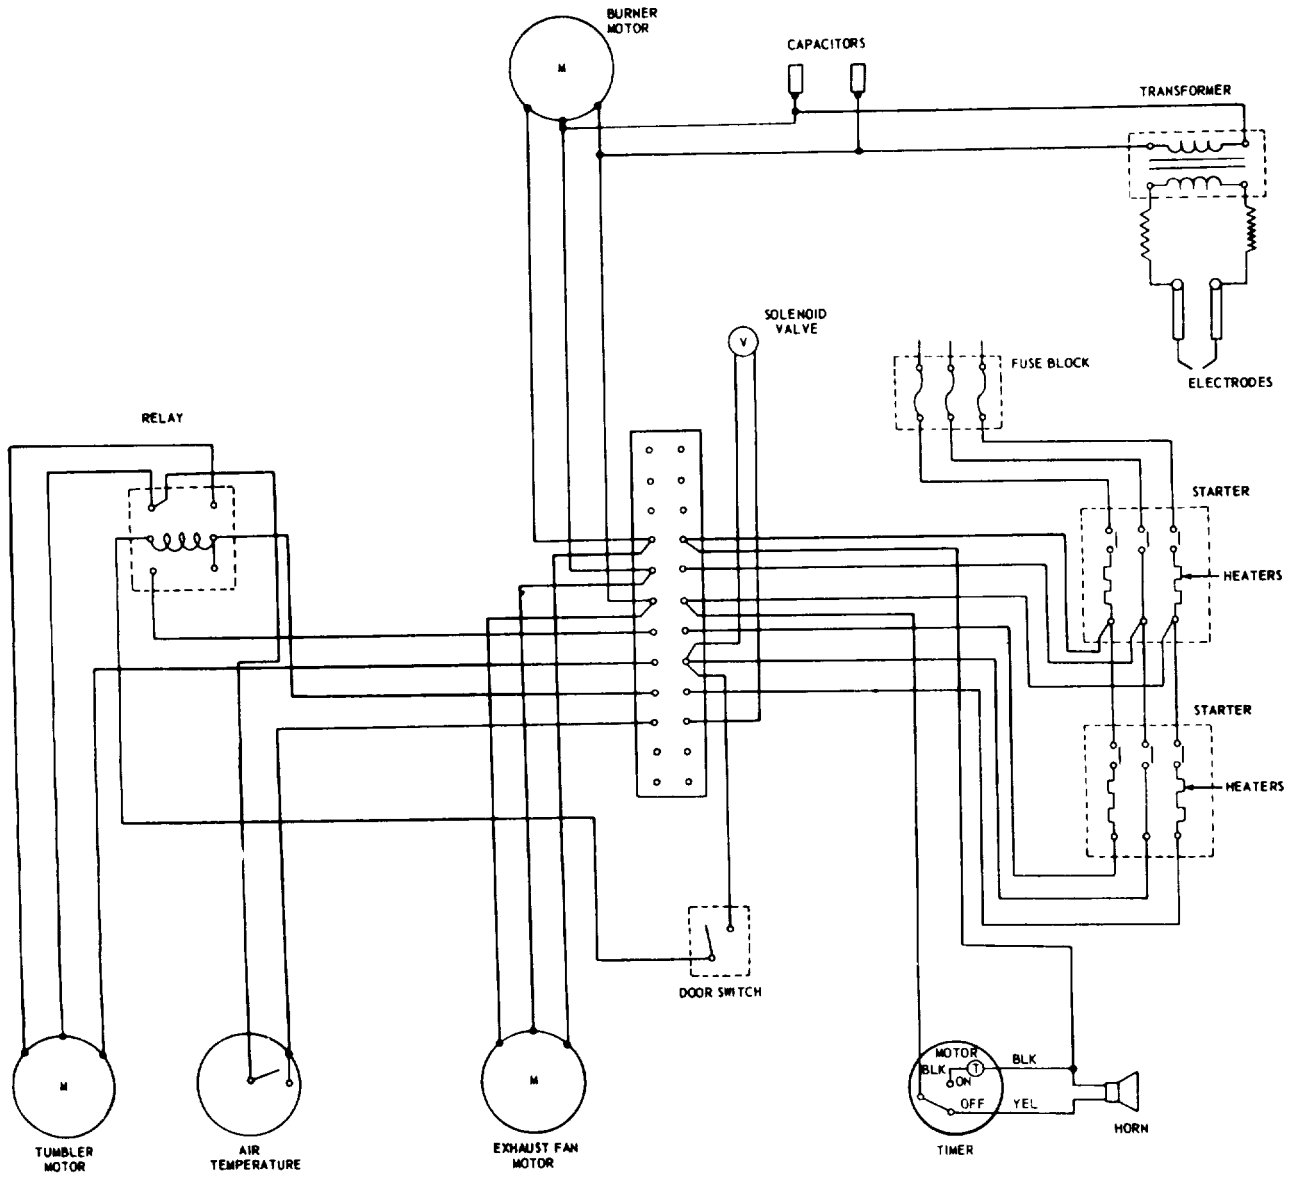 BURNER
MOTOR
M
CAPACITORS
TRANSFORMER
SOLENOID
VALVE
V
FUSE BLOCK
ELECTRODES
RELAY
STARTER
HEATERS
STARTER
HEATERS
DOOR SWITCH
M
TUMBLER
MOTOR
AIR
TEMPERATURE
M
EXHAUST FAN
MOTOR
MOTOR
BLK
T
BLK
ON
OFF
YEL
TIMER
HORN